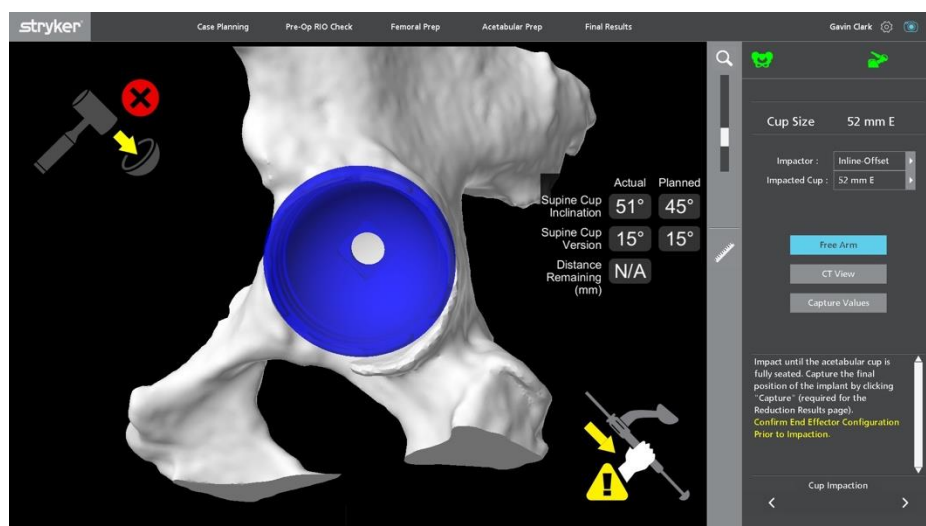 stryker
Case Planning
Pre-Op RIO Check
Femoral Prep
Acetabular Prep
Final Results
Gavin Clark
Cup Size 52 mm E
Impactor : Inline-Offset
Impacted Cup : 52 mm E
Actual Planned
Supine Cup
Inclination 51° 45°
Supine Cup
Version 15° 15°
Distance
Remaining
(mm) N/A
Free Arm
CT View
Capture Values
Impact until the acetabular cup is
fully seated. Capture the final
position of the implant by clicking
"Capture" (required for the
Reduction Results page).
Confirm End Effector Configuration
Prior to Impaction.
Cup Impaction